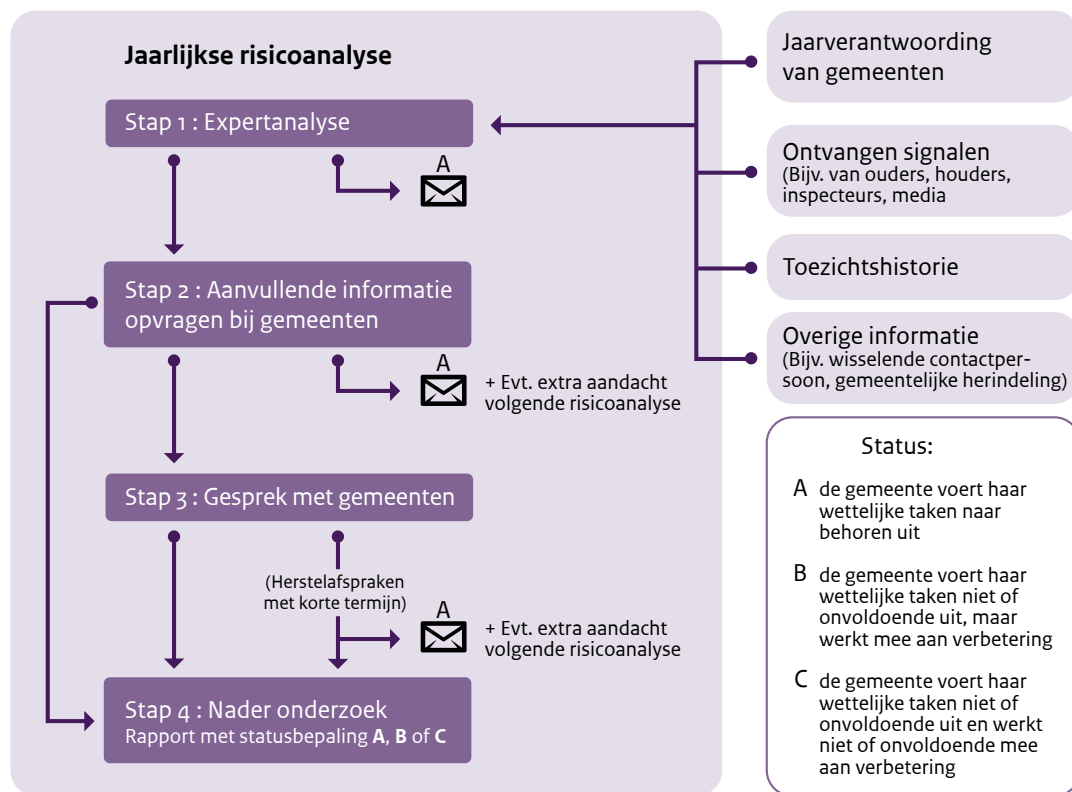 Jaarlijkse risicoanalyse
Stap 1 : Expertanalyse
A
Stap 2 : Aanvullende informatie
opvragen bij gemeenten
A
+ Evt. extra aandacht
volgende risicoanalyse
Stap 3 : Gesprek met gemeenten
(Herstelafspraken
met korte termijn)
A
+ Evt. extra aandacht
volgende risicoanalyse
Stap 4 : Nader onderzoek
Rapport met statusbepaling A, B of C
Jaarverantwoording
van gemeenten
Ontvangen signalen
(Bijv. van ouders, houders,
inspecteurs, media
Toezichtshistorie
Overige informatie
(Bijv. wisselende contactper-
soon, gemeentelijke herindeling)
Status:
A de gemeente voert haar
wettelijke taken naar
behoren uit
B de gemeente voert haar
wettelijke taken niet of
onvoldoende uit, maar
werkt mee aan verbetering
C de gemeente voert haar
wettelijke taken niet of
onvoldoende uit en werkt
niet of onvoldoende mee
aan verbetering